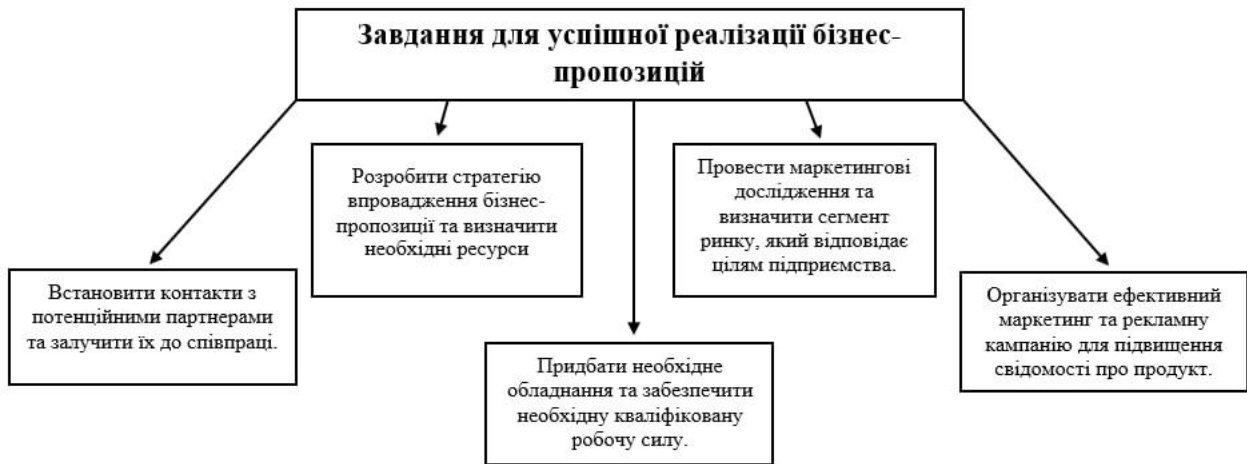 Завдання для успішної реалізації бізнес-
пропозицій
Розробити стратегію
впровадження бізнес-
пропозиції та визначити
необхідні ресурси
Провести маркетингові
дослідження та
визначити сегмент
ринку, який відповідає
цілям підприємства.
Встановити контакти з
потенційними партнерами
та залучити їх до співпраці.
Придбати необхідне
обладнання та забезпечити
необхідну кваліфіковану
робочу силу.
Організувати ефективний
маркетинг та рекламну
кампанію для підвищення
свідомості про продукт.